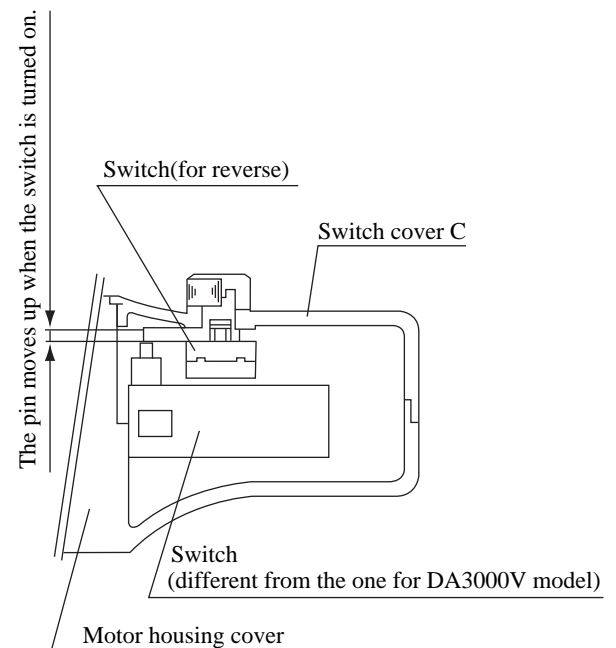 The pin moves up when the switch is turned on.
Switch(for reverse)
Switch cover C
Switch
(different from the one for DA3000V model)
Motor housing cover